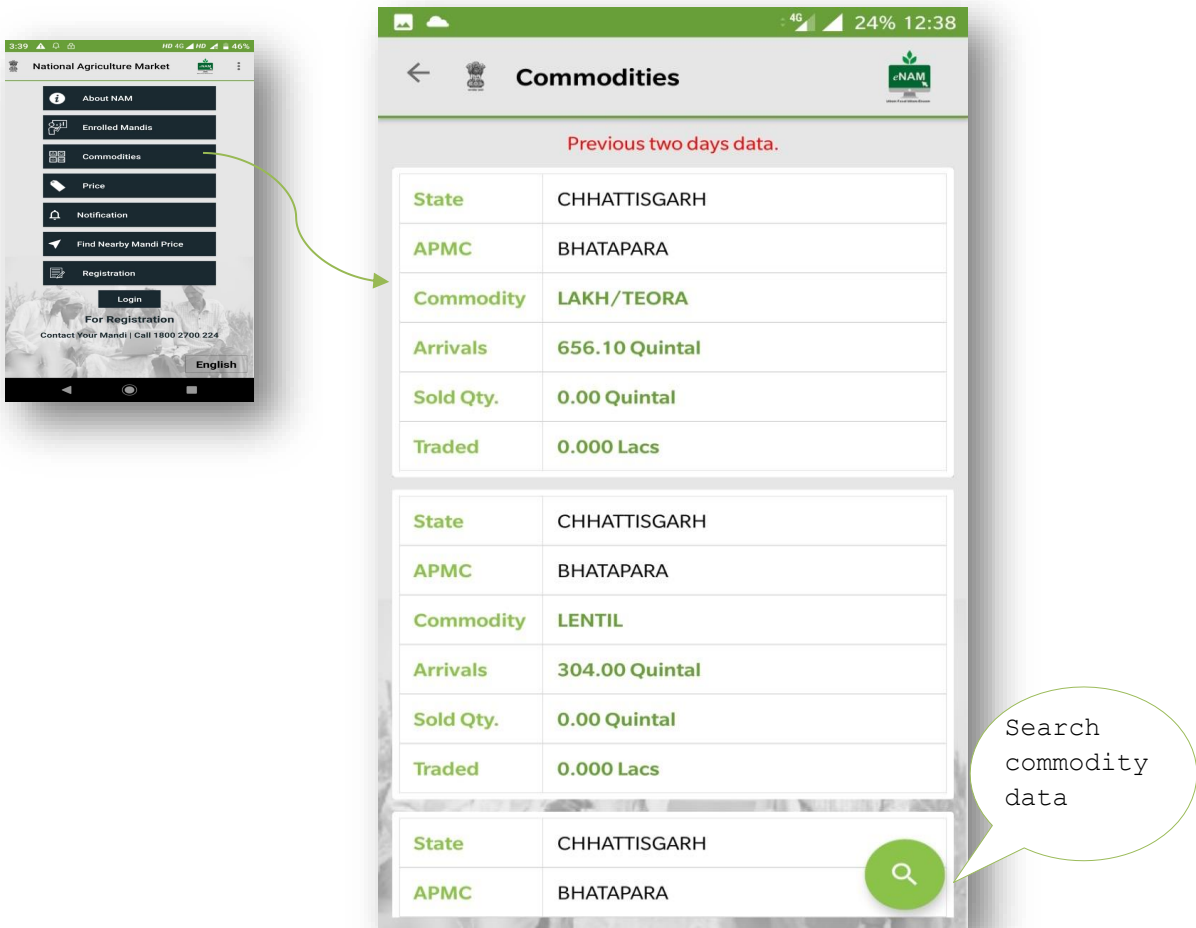 3:39 HD 4G HD 46%
National Agriculture Market
eNAM
About NAM
Enrolled Mandis
Commodities
Price
Notification
Find Nearby Mandi Price
Registration
Login
For Registration
Contact Your Mandi | Call 1800 2700 224
English
4G 24% 12:38
Commodities
eNAM
Previous two days data.
State CHHATTISGARH
APMC BHATAPARA
Commodity LAKH/TEORA
Arrivals 656.10 Quintal
Sold Qty. 0.00 Quintal
Traded 0.000 Lacs
State CHHATTISGARH
APMC BHATAPARA
Commodity LENTIL
Arrivals 304.00 Quintal
Sold Qty. 0.00 Quintal
Traded 0.000 Lacs
State CHHATTISGARH
APMC BHATAPARA
Search
commodity
data